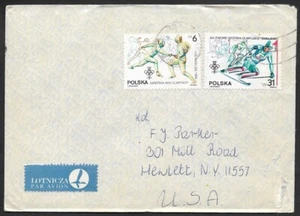 6
POLSKA
31
POLSKA
F.J. Parker
301 Mill Road
Hewlett, N.Y. 11557
U.S.A.
LOTNICZA
PAR AVION